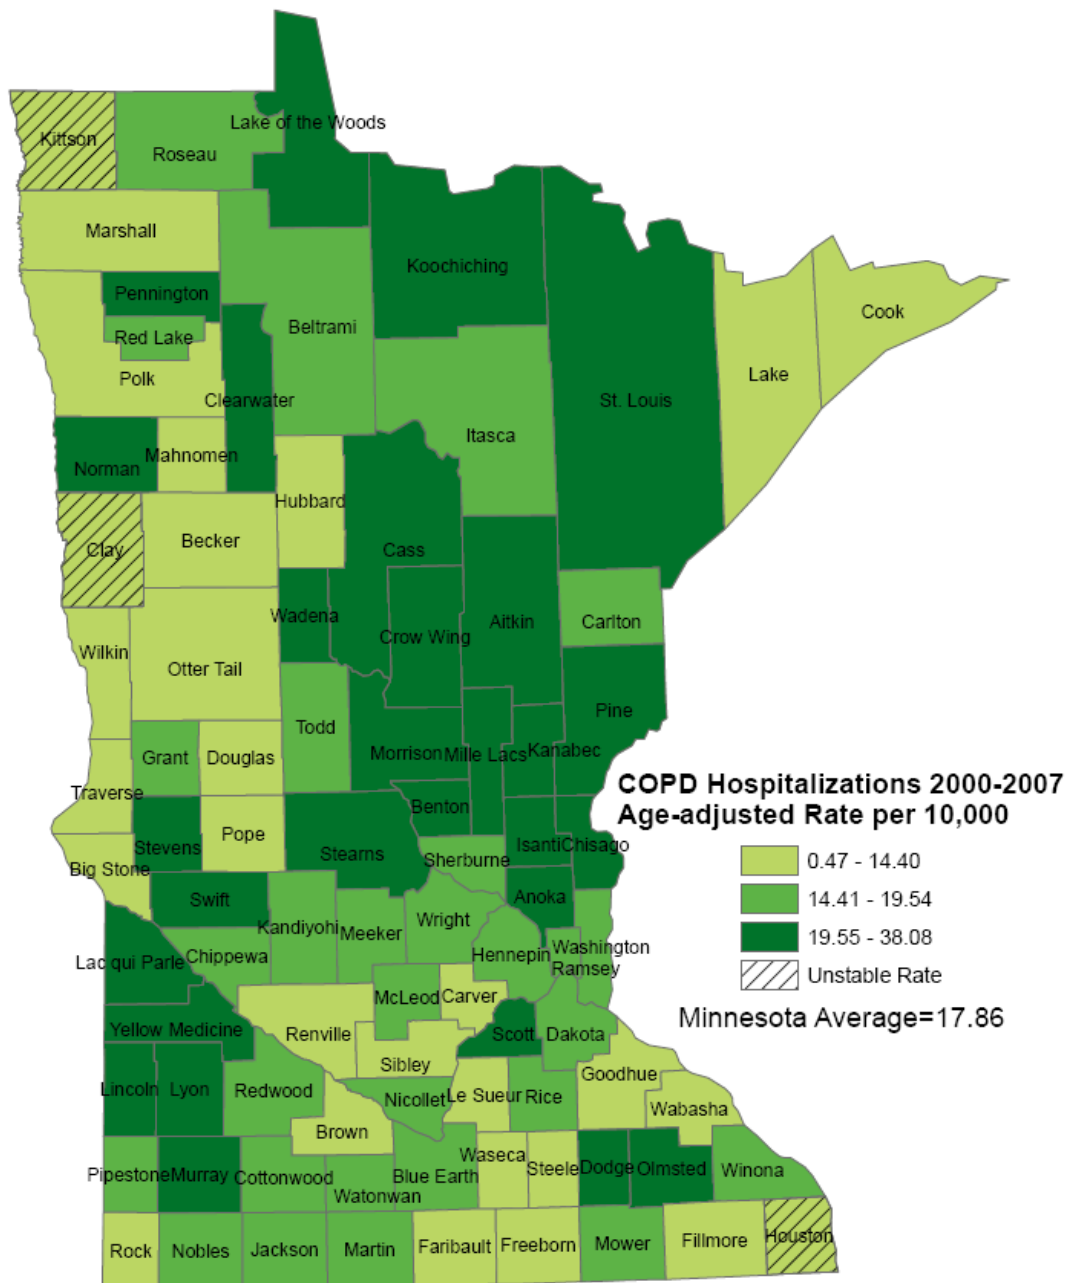 Lake of the Woods
Kittson
Roseau
Marshall
Koochiching
Pennington
Cook
Beltrami
Red Lake
Lake
Polk
Clearwater
St. Louis
Itasca
Mahnomen
Norman
Hubbard
Becker
Clay
Cass
Wadena
Crow Wing
Aitkin
Carlton
Wilkin
Otter Tail
Pine
Todd
Grant
Douglas
Morrison
Mille Lacs
Kanabec
Traverse
Benton
Pope
Stevens
Stearns
Isanti
Chisago
Big Stone
Sherburne
Swift
Anoka
Kandiyohi
Meeker
Wright
Washington
Hennepin
Ramsey
Lac qui Parle
Chippewa
McLeod
Carver
Yellow Medicine
Renville
Scott
Dakota
Sibley
Goodhue
Lincoln
Lyon
Redwood
Nicollet
Le Sueur
Rice
Wabasha
Brown
Waseca
Steele
Dodge
Olmsted
Winona
Pipestone
Murray
Cottonwood
Watonwan
Blue Earth
Rock
Nobles
Jackson
Martin
Faribault
Freeborn
Mower
Fillmore
Houston
COPD Hospitalizations 2000-2007
Age-adjusted Rate per 10,000
0.47 - 14.40
14.41 - 19.54
19.55 - 38.08
Unstable Rate
Minnesota Average=17.86